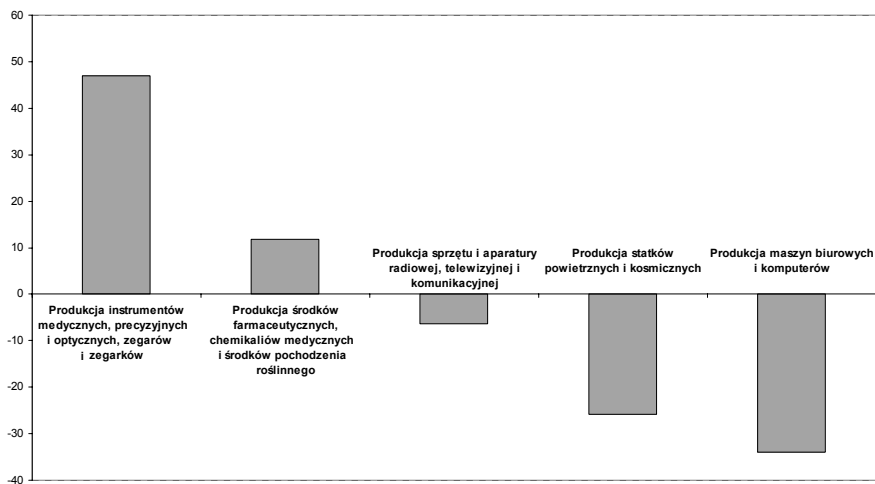 60
50
40
30
20
10
0
-10
-20
-30
-40
Produkcja instrumentów
medycznych, precyzyjnych
i optycznych, zegarów
i zegarków
Produkcja środków
farmaceutycznych,
chemikaliów medycznych
i środków pochodzenia
roślinnego
Produkcja sprzętu i aparatury
radiowej, telewizyjnej i
komunikacyjnej
Produkcja statków
powietrznych i kosmicznych
Produkcja maszyn biurowych
i komputerów